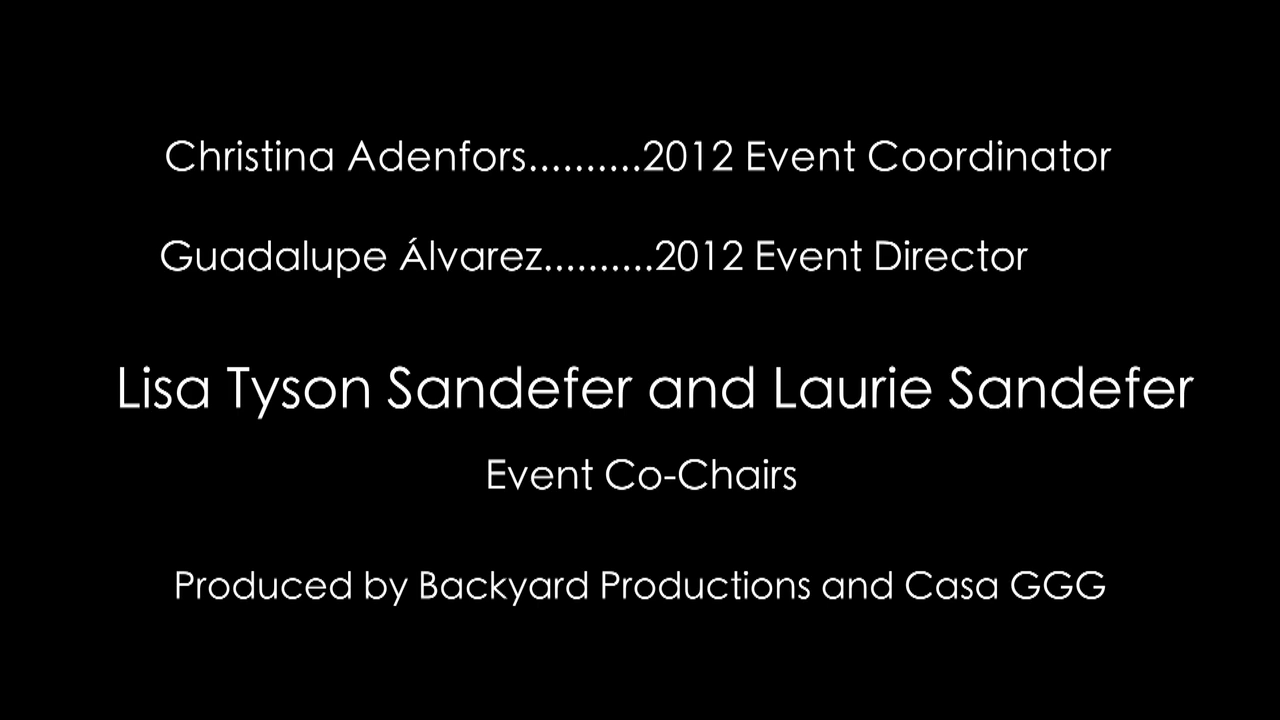 Christina Adenfors..........2012 Event Coordinator
Guadalupe Álvarez..........2012 Event Director
Lisa Tyson Sandefer and Laurie Sandefer
Event Co-Chairs
Produced by Backyard Productions and Casa GGG